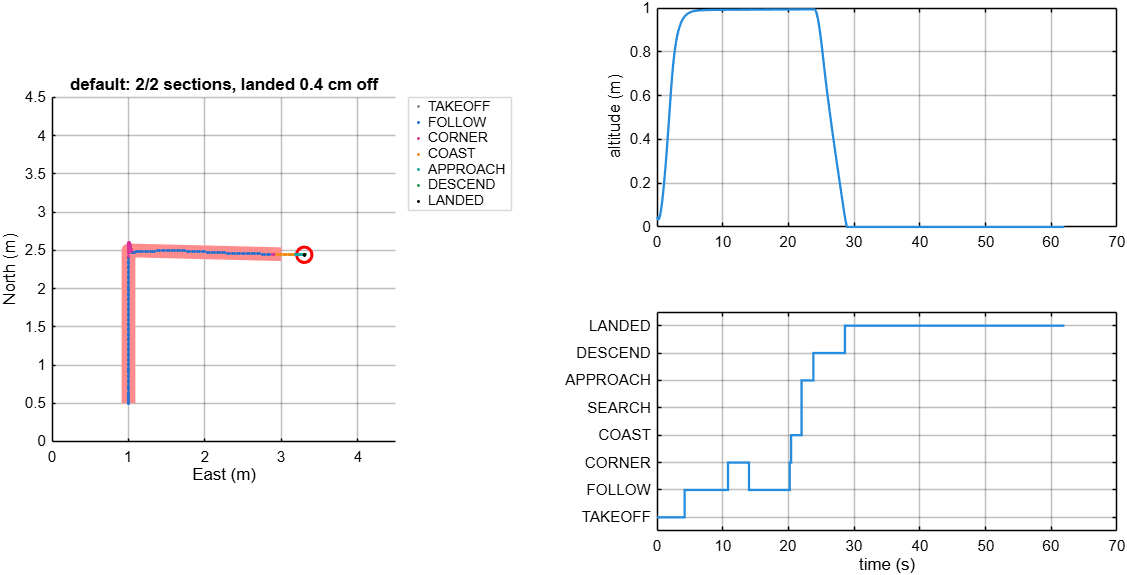 default: 2/2 sections, landed 0.4 cm off
4.5
4
3.5
3
2.5
2
1.5
1
0.5
0
0 1 2 3 4
North (m)
East (m)
TAKEOFF
FOLLOW
CORNER
COAST
APPROACH
DESCEND
LANDED
1
0.8
0.6
0.4
0.2
0
altitude (m)
0 10 20 30 40 50 60 70
LANDED
DESCEND
APPROACH
SEARCH
COAST
CORNER
FOLLOW
TAKEOFF
0 10 20 30 40 50 60 70
time (s)